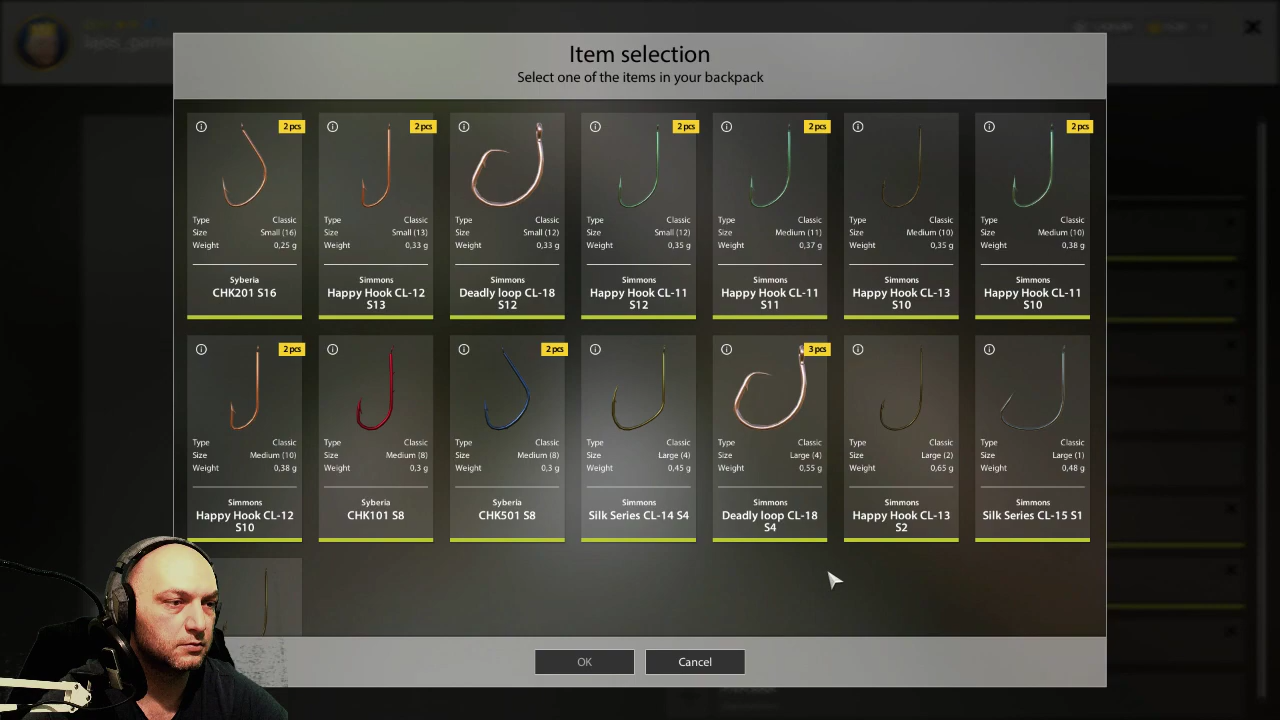 Item selection
Select one of the items in your backpack
2 pcs
2 pcs
2 pcs
2 pcs
2 pcs
Type Classic
Size Small (16)
Weight 0,25 g
Syberia
CHK201 S16
Type Classic
Size Small (13)
Weight 0,33 g
Simmons
Happy Hook CL-12
S13
Type Classic
Size Small (12)
Weight 0,33 g
Simmons
Deadly loop CL-18
S12
Type Classic
Size Small (12)
Weight 0,35 g
Simmons
Happy Hook CL-11
S12
Type Classic
Size Medium (11)
Weight 0,37 g
Simmons
Happy Hook CL-11
S11
Type Classic
Size Medium (10)
Weight 0,35 g
Simmons
Happy Hook CL-13
S10
Type Classic
Size Medium (10)
Weight 0,38 g
Simmons
Happy Hook CL-11
S10
2 pcs
2 pcs
3 pcs
Type Classic
Size Medium (10)
Weight 0,38 g
Simmons
Happy Hook CL-12
S10
Type Classic
Size Medium (8)
Weight 0,3 g
Syberia
CHK101 S8
Type Classic
Size Medium (8)
Weight 0,3 g
Syberia
CHK501 S8
Type Classic
Size Large (4)
Weight 0,45 g
Simmons
Silk Series CL-14 S4
Type Classic
Size Large (4)
Weight 0,55 g
Simmons
Deadly loop CL-18
S4
Type Classic
Size Large (2)
Weight 0,65 g
Simmons
Happy Hook CL-13
S2
Type Classic
Size Large (1)
Weight 0,48 g
Simmons
Silk Series CL-15 S1
OK
Cancel